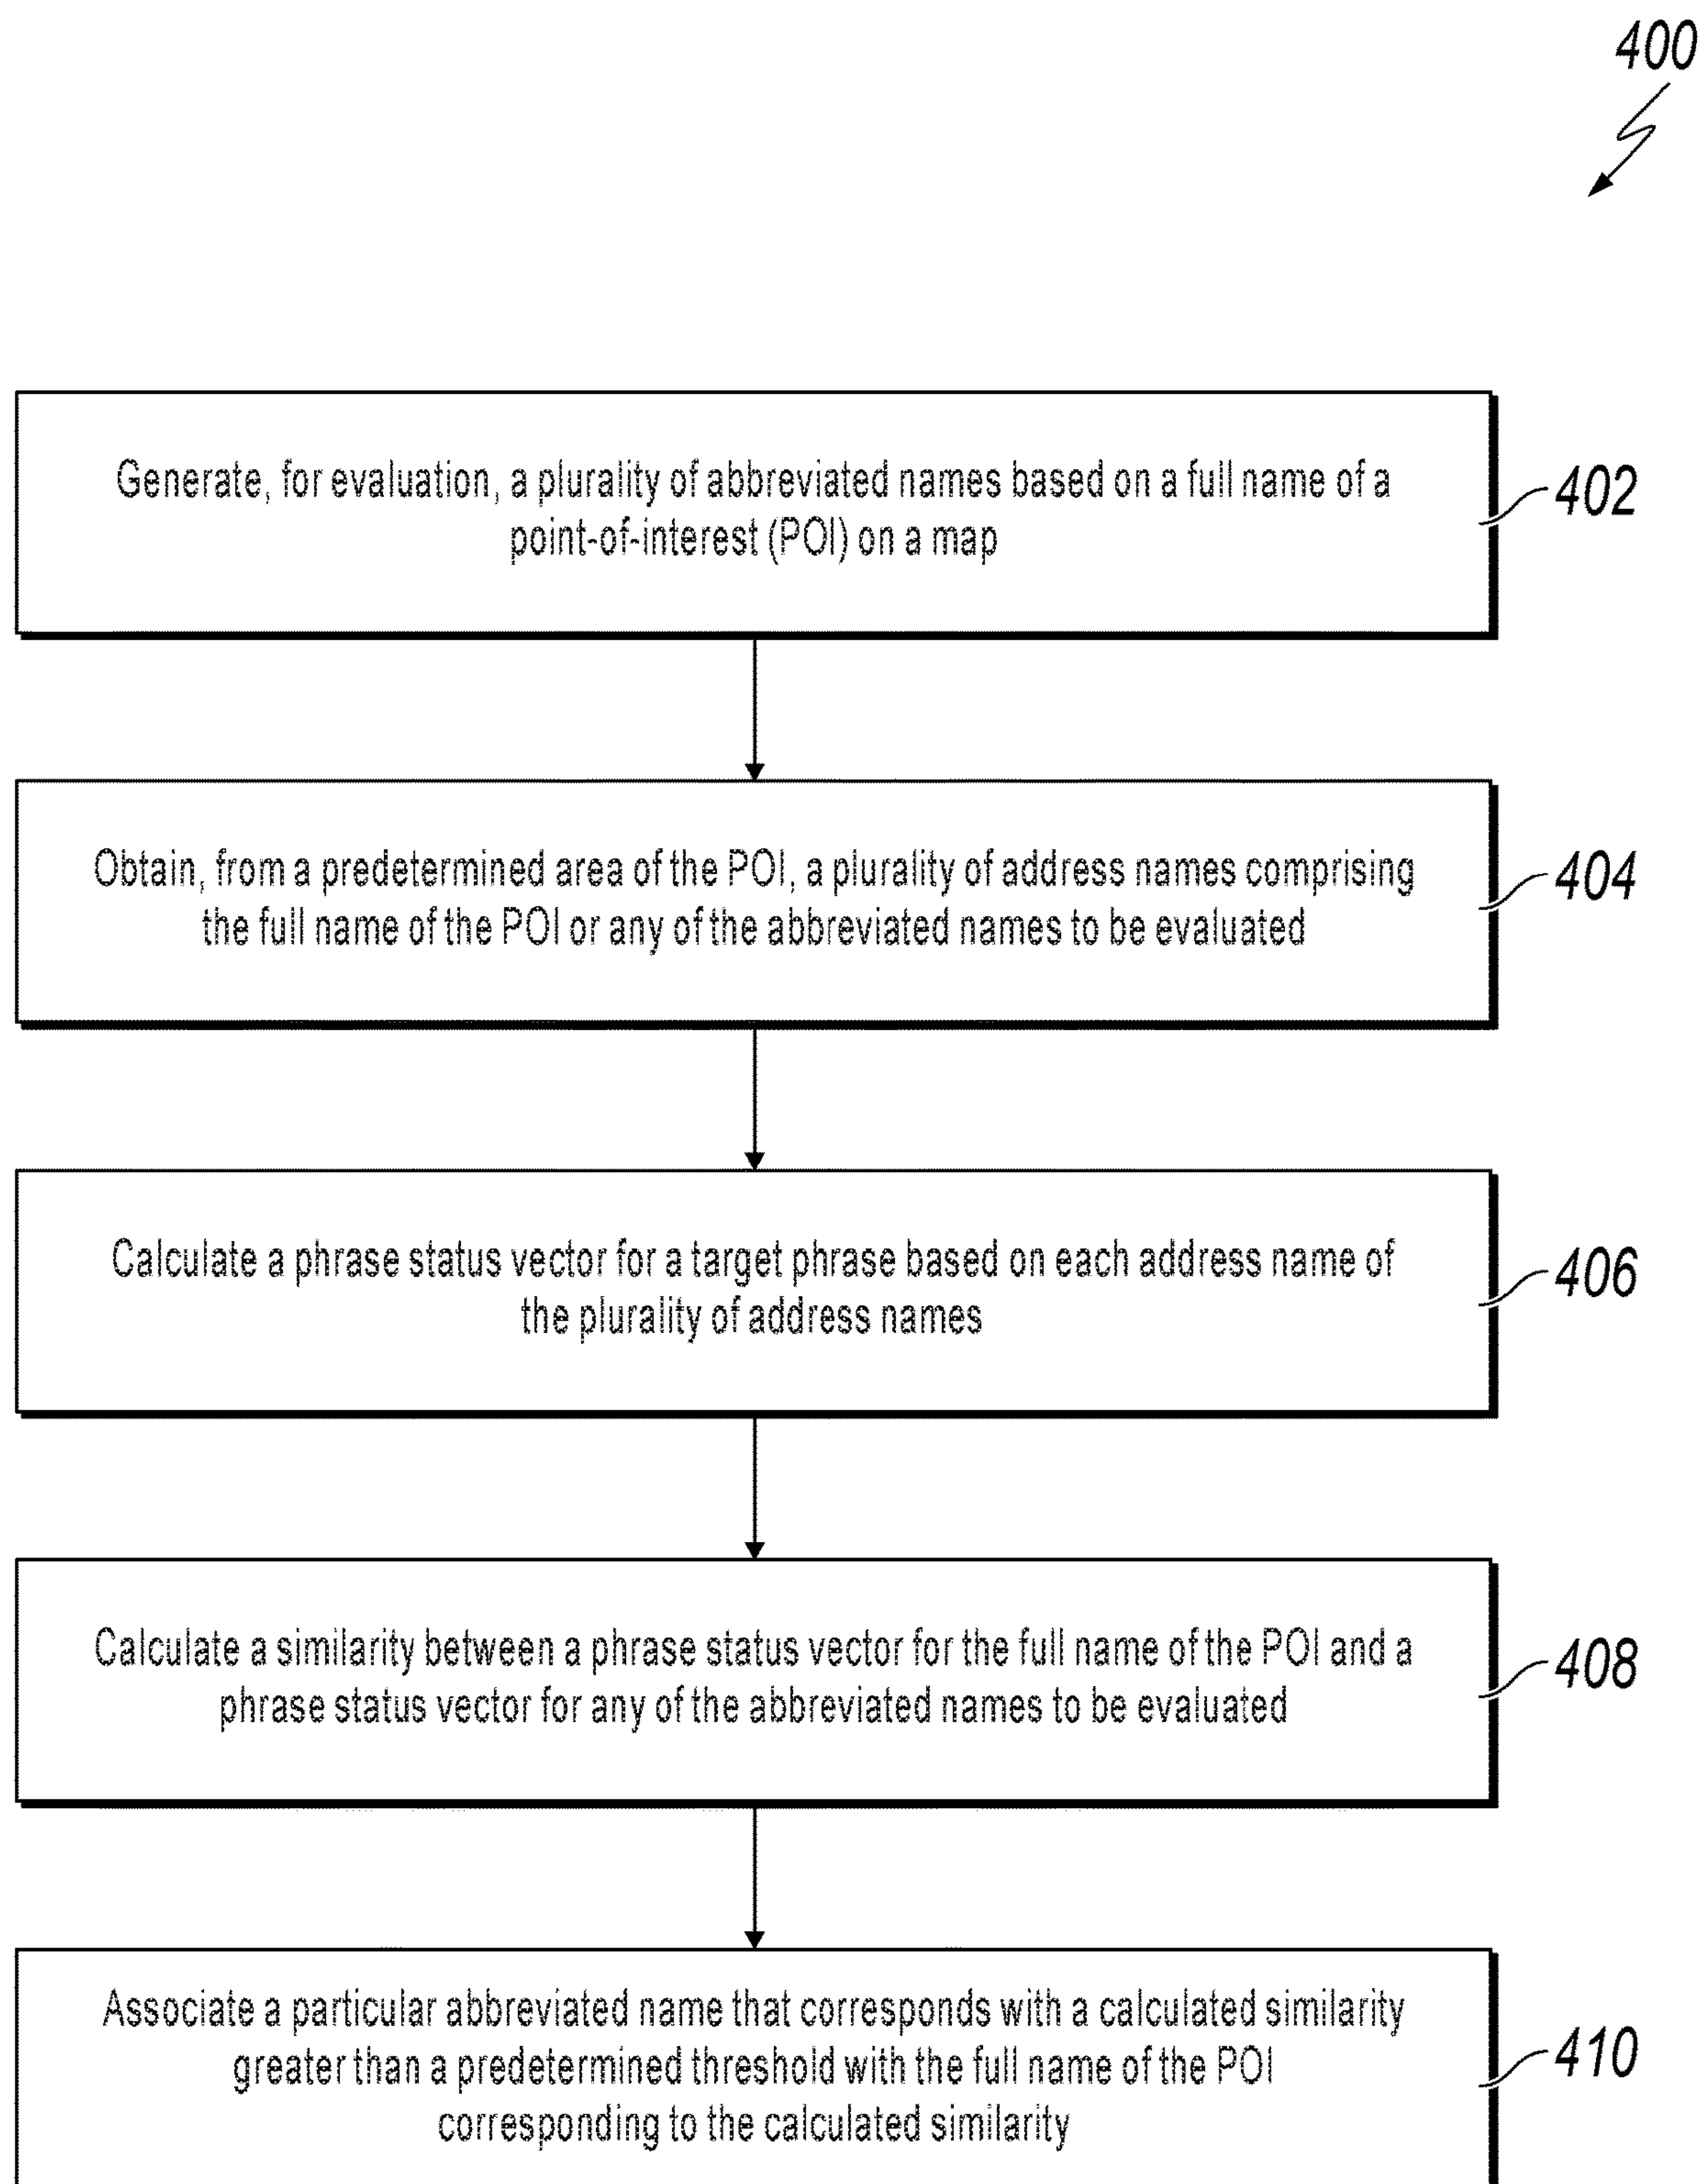 400
Generate, for evaluation, a plurality of abbreviated names based on a full name of a
point-of-interest (POI) on a map
402
Obtain, from a predetermined area of the POI, a plurality of address names comprising
the full name of the POI or any of the abbreviated names to be evaluated
404
Calculate a phrase status vector for a target phrase based on each address name of
the plurality of address names
406
Calculate a similarity between a phrase status vector for the full name of the POI and a
phrase status vector for any of the abbreviated names to be evaluated
408
Associate a particular abbreviated name that corresponds with a calculated similarity
greater than a predetermined threshold with the full name of the POI
corresponding to the calculated similarity
410